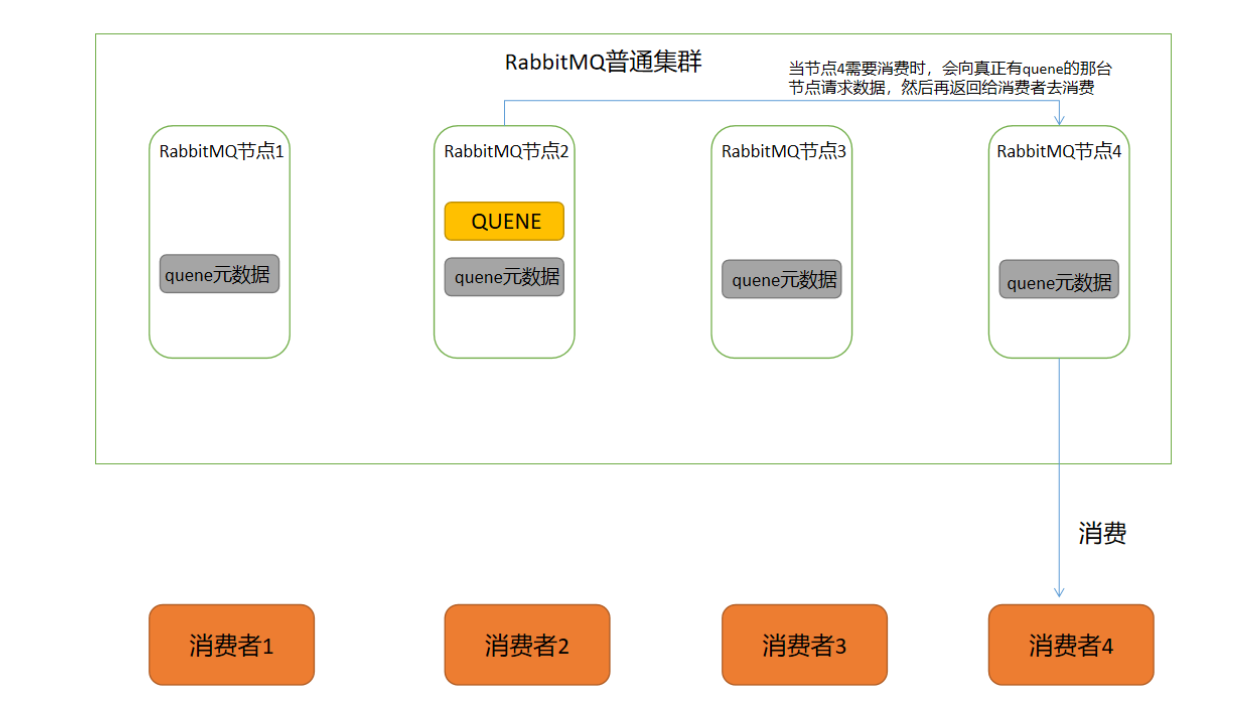 RabbitMQ普通集群
当节点4需要消费时，会向真正有quene的那台
节点请求数据，然后再返回给消费者去消费
RabbitMQ节点1
RabbitMQ节点2
RabbitMQ节点3
RabbitMQ节点4
QUENE
quene元数据
quene元数据
quene元数据
quene元数据
消费
消费者1
消费者2
消费者3
消费者4